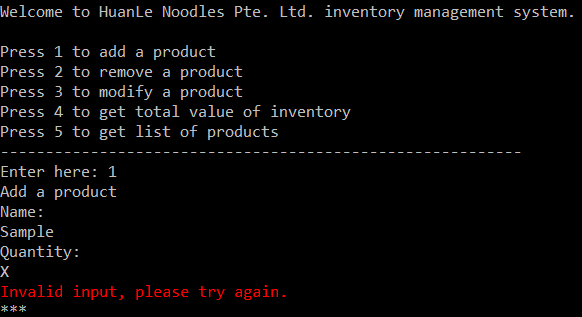 Welcome to HuanLe Noodles Pte. Ltd. inventory management system.
Press 1 to add a product
Press 2 to remove a product
Press 3 to modify a product
Press 4 to get total value of inventory
Press 5 to get list of products
----------------------------------------------------------
Enter here: 1
Add a product
Name:
Sample
Quantity:
X
Invalid input, please try again.
***